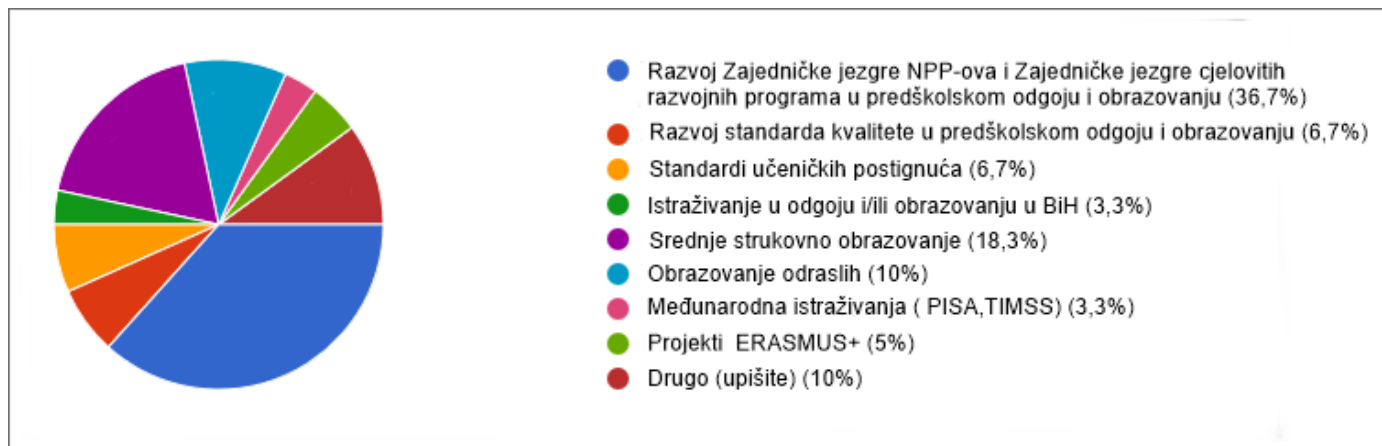 Razvoj Zajedničke jezgre NPP-ova i Zajedničke jezgre cjelovitih
razvojnih programa u predškolskom odgoju i obrazovanju (36,7%)
Razvoj standarda kvalitete u predškolskom odgoju i obrazovanju (6,7%)
Standardi učeničkih postignuća (6,7%)
Istraživanje u odgoju i/ili obrazovanju u BiH (3,3%)
Srednje strukovno obrazovanje (18,3%)
Obrazovanje odraslih (10%)
Međunarodna istraživanja ( PISA,TIMSS) (3,3%)
Projekti  ERASMUS+ (5%)
Drugo (upišite) (10%)